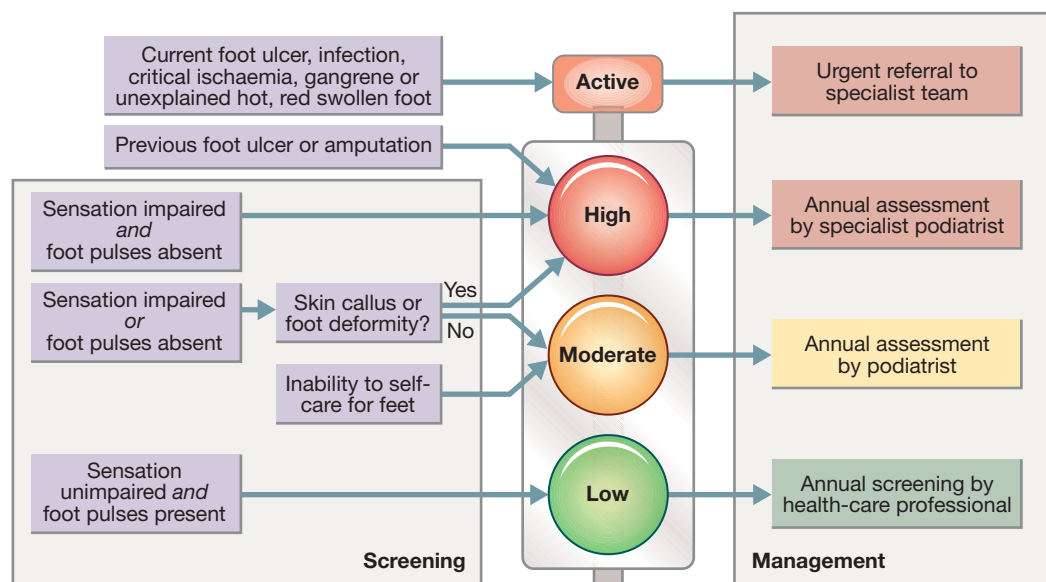 Current foot ulcer, infection,
critical ischaemia, gangrene or
unexplained hot, red swollen foot
Active
Urgent referral to
specialist team
Previous foot ulcer or amputation
Sensation impaired
and
foot pulses absent
High
Annual assessment
by specialist podiatrist
Sensation impaired
or
foot pulses absent
Skin callus or
foot deformity?
Yes
No
Moderate
Annual assessment
by podiatrist
Inability to self-
care for feet
Sensation
unimpaired and
foot pulses present
Low
Annual screening by
health-care professional
Screening
Management